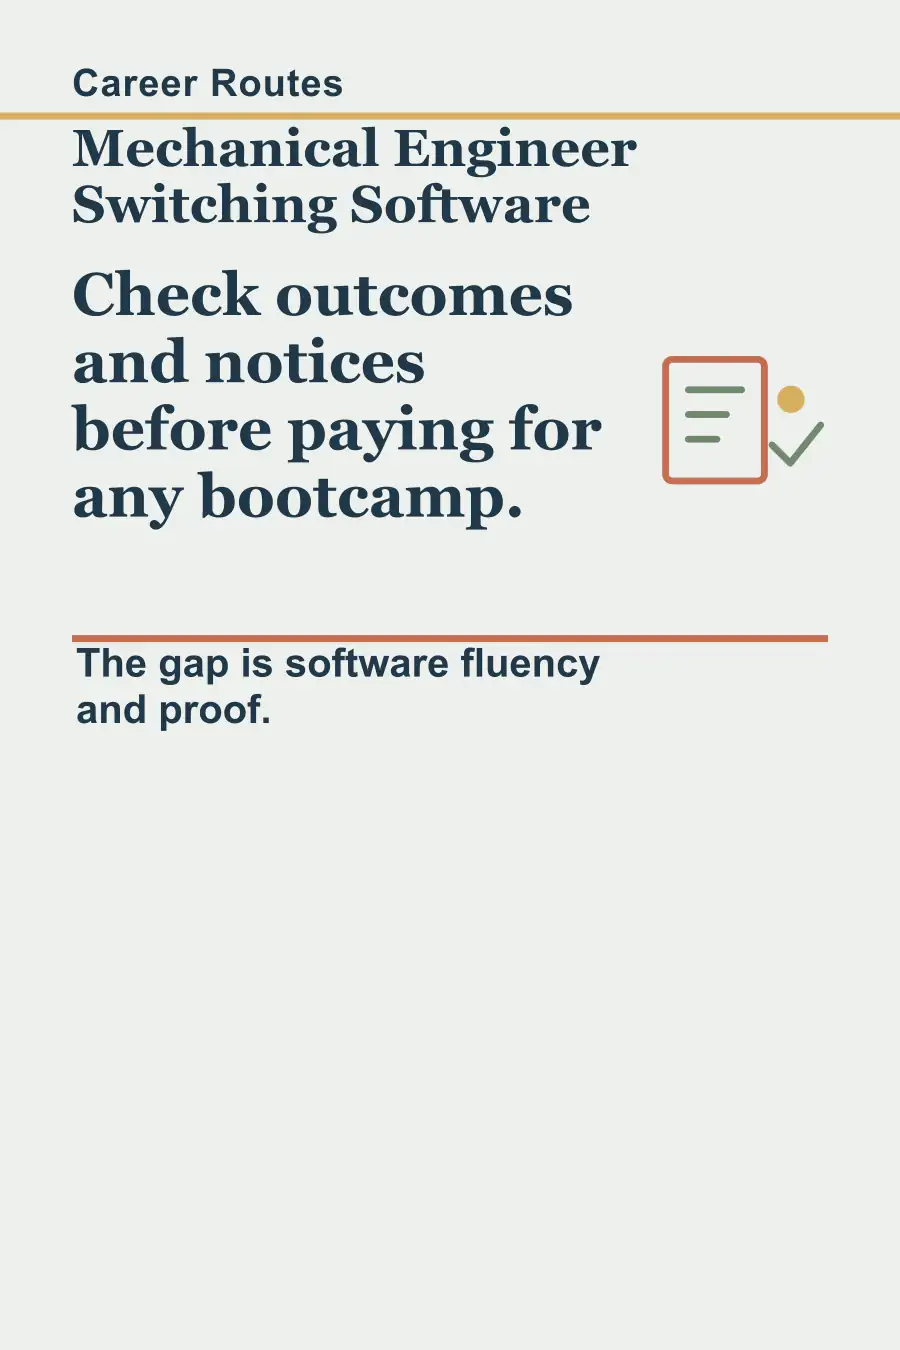 Career Routes
Mechanical Engineer
Switching Software
Check outcomes
and notices
before paying for
any bootcamp.
The gap is software fluency
and proof.